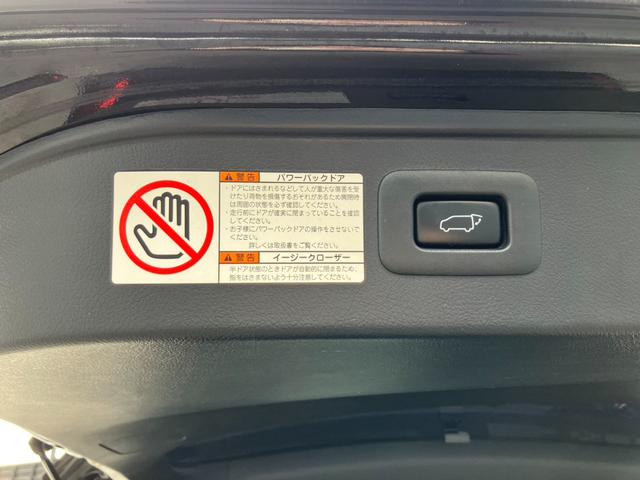 警告 パワーバックドア
・ドアにはさまれるなどして人が重大な傷害を受
けたり荷物を損傷するおそれがあるため開閉時
は周囲の状態を必ず確認してください。
・走行前にドアが確実に閉まっていることを確認
してください。
・お子様にパワーバックドアの操作をさせないで
ください。
詳しくは取扱書をご覧ください。
警告 イージークローザー
半ドア状態のときドアが自動的に閉まるため、
指をはさまないよう十分注意してください。